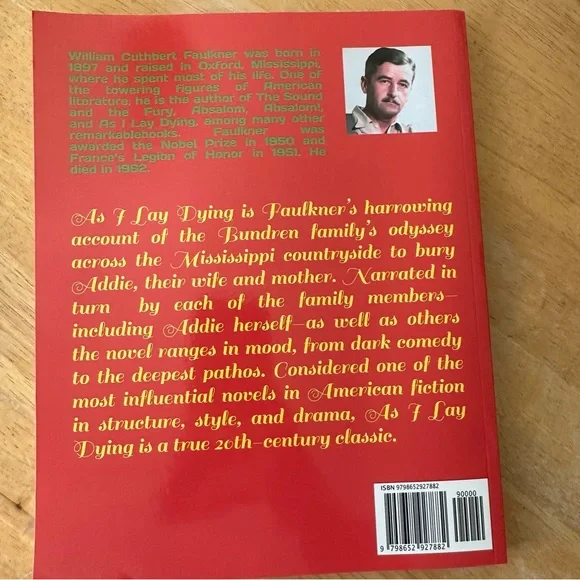 William Cuthbert Faulkner was born in
1897 and raised in Oxford, Mississippi,
where he spent most of his life. One of
the towering figures of American
literature, he is the author of The Sound
and the Fury, Absalom, Absalom!,
and As I Lay Dying, among many other
remarkablebooks. Faulkner was
awarded the Nobel Prize in 1950 and
France's Legion of Honor in 1951. He
died in 1962.
As I Lay Dying is Faulkner's harrowing
account of the Bundren family's odyssey
across the Mississippi countryside to bury
Addie, their wife and mother. Narrated in
turn by each of the family members—
including Addie herself—as well as others
the novel ranges in mood, from dark comedy
to the deepest pathos. Considered one of the
most influential novels in American fiction
in structure, style, and drama, As I Lay
Dying is a true 20th-century classic.
ISBN 9798652927882
90000
9 798652 927882